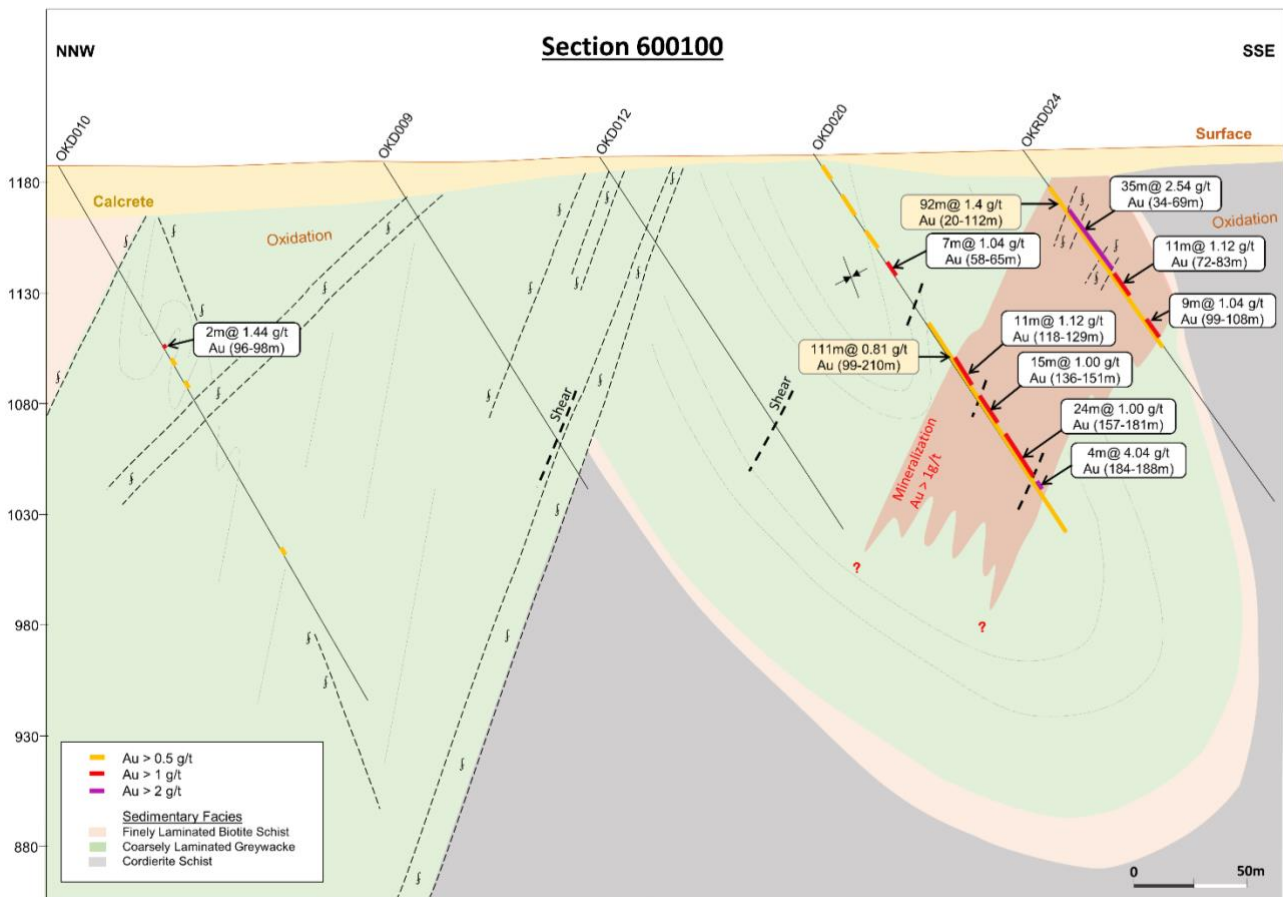 Section 600100
NNW
SSE
OKD010
OKD009
OKD012
OKD020
OKRD024
Surface
1180
1130
1080
1030
980
930
880
Calcrete
Oxidation
Oxidation
92m@ 1.4 g/t
Au (20-112m)
35m@ 2.54 g/t
Au (34-69m)
7m@ 1.04 g/t
Au (58-65m)
11m@ 1.12 g/t
Au (72-83m)
9m@ 1.04 g/t
Au (99-108m)
2m@ 1.44 g/t
Au (96-98m)
111m@ 0.81 g/t
Au (99-210m)
11m@ 1.12 g/t
Au (118-129m)
15m@ 1.00 g/t
Au (136-151m)
24m@ 1.00 g/t
Au (157-181m)
4m@ 4.04 g/t
Au (184-188m)
Shear
Shear
Mineralization
Au > 1g/t
?
?
Au > 0.5 g/t
Au > 1 g/t
Au > 2 g/t
Sedimentary Facies
Finely Laminated Biotite Schist
Coarsely Laminated Greywacke
Cordierite Schist
0 50m